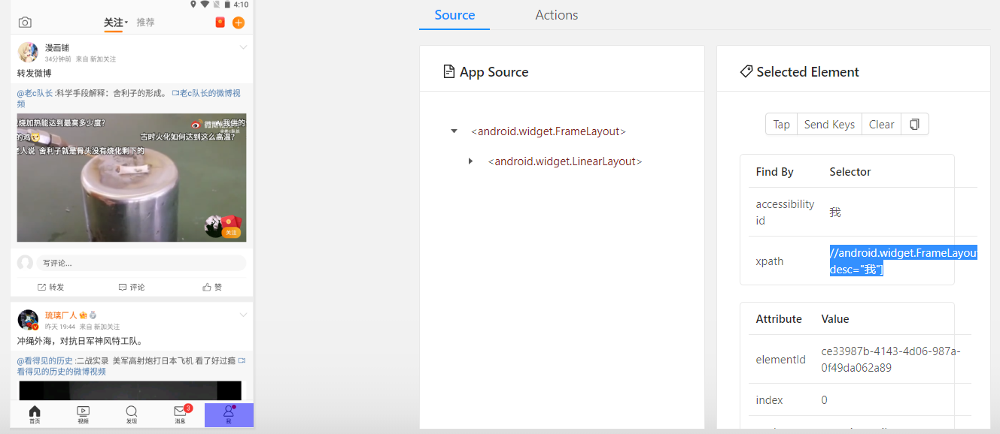 4:10
关注
推荐
漫画铺
34分钟前 来自 新加关注
转发微博
@老c队长 :科学手段解释：舍利子的形成。 老c队长的微博视
频
烧加热能达到最高多少度?
我供的
的鸡
古时火化如何达到这么高温?
老人说 舍利子就是骨头没有烧化剩下的
关注
写评论...
转发
评论
赞
琉璃厂人
昨天 19:44 来自 新加关注
冲绳外海，对抗日军神风特工队。
@看得见的历史 :二战实录 美军高射炮打日本飞机 看了好过瘾
看得见的历史的微博视频
首页
视频
发现
3
消息
我
Source
Actions
App Source
<android.widget.FrameLayout>
<android.widget.LinearLayout>
Selected Element
Tap
Send Keys
Clear
Find By
Selector
accessibility
id
我
xpath
//android.widget.FrameLayou
desc="我"]
Attribute
Value
elementId
ce33987b-4143-4d06-987a-
0f49da062a89
index
0